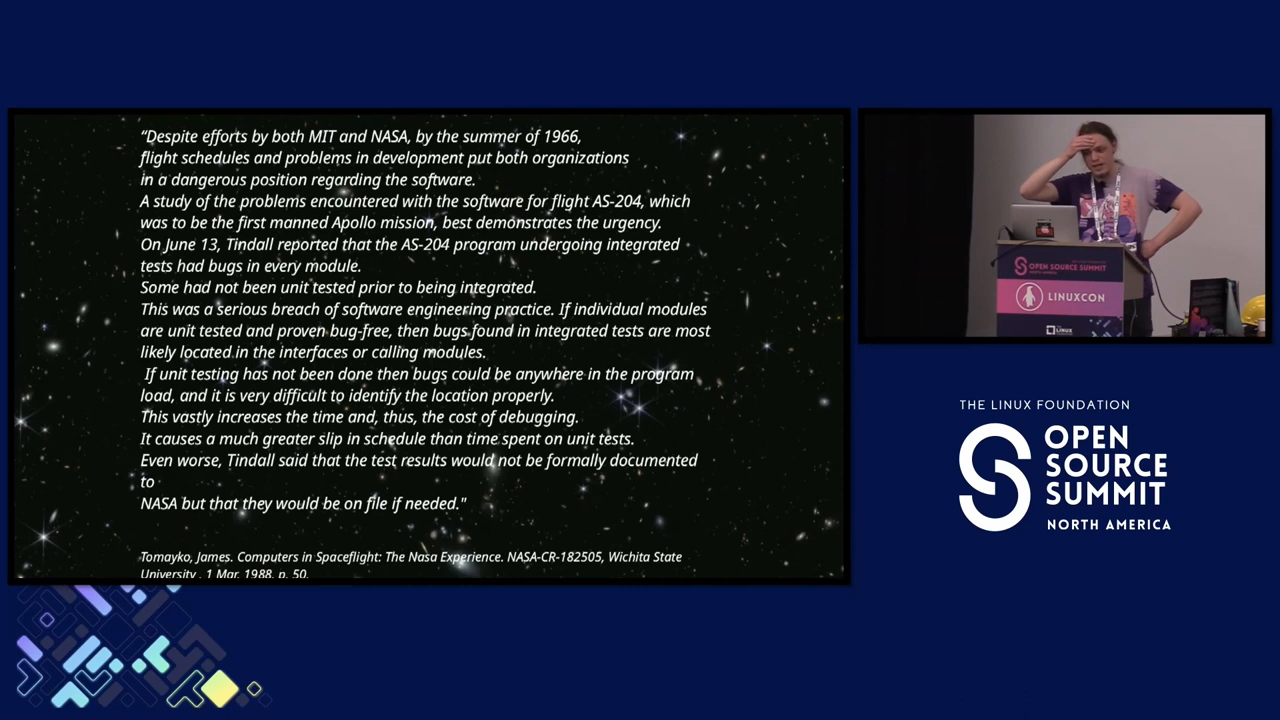 “Despite efforts by both MIT and NASA, by the summer of 1966,
flight schedules and problems in development put both organizations
in a dangerous position regarding the software.
A study of the problems encountered with the software for flight AS-204, which
was to be the first manned Apollo mission, best demonstrates the urgency.
On June 13, Tindall reported that the AS-204 program undergoing integrated
tests had bugs in every module.
Some had not been unit tested prior to being integrated.
This was a serious breach of software engineering practice. If individual modules
are unit tested and proven bug-free, then bugs found in integrated tests are most
likely located in the interfaces or calling modules.
If unit testing has not been done then bugs could be anywhere in the program
load, and it is very difficult to identify the location properly.
This vastly increases the time and, thus, the cost of debugging.
It causes a much greater slip in schedule than time spent on unit tests.
Even worse, Tindall said that the test results would not be formally documented
to
NASA but that they would be on file if needed."
Tomayko, James. Computers in Spaceflight: The Nasa Experience. NASA-CR-182505, Wichita State
University , 1 Mar. 1988. p. 50.
OPEN SOURCE SUMMIT
LINUXCON
LINUX
THE LINUX FOUNDATION
OPEN
SOURCE
SUMMIT
NORTH AMERICA